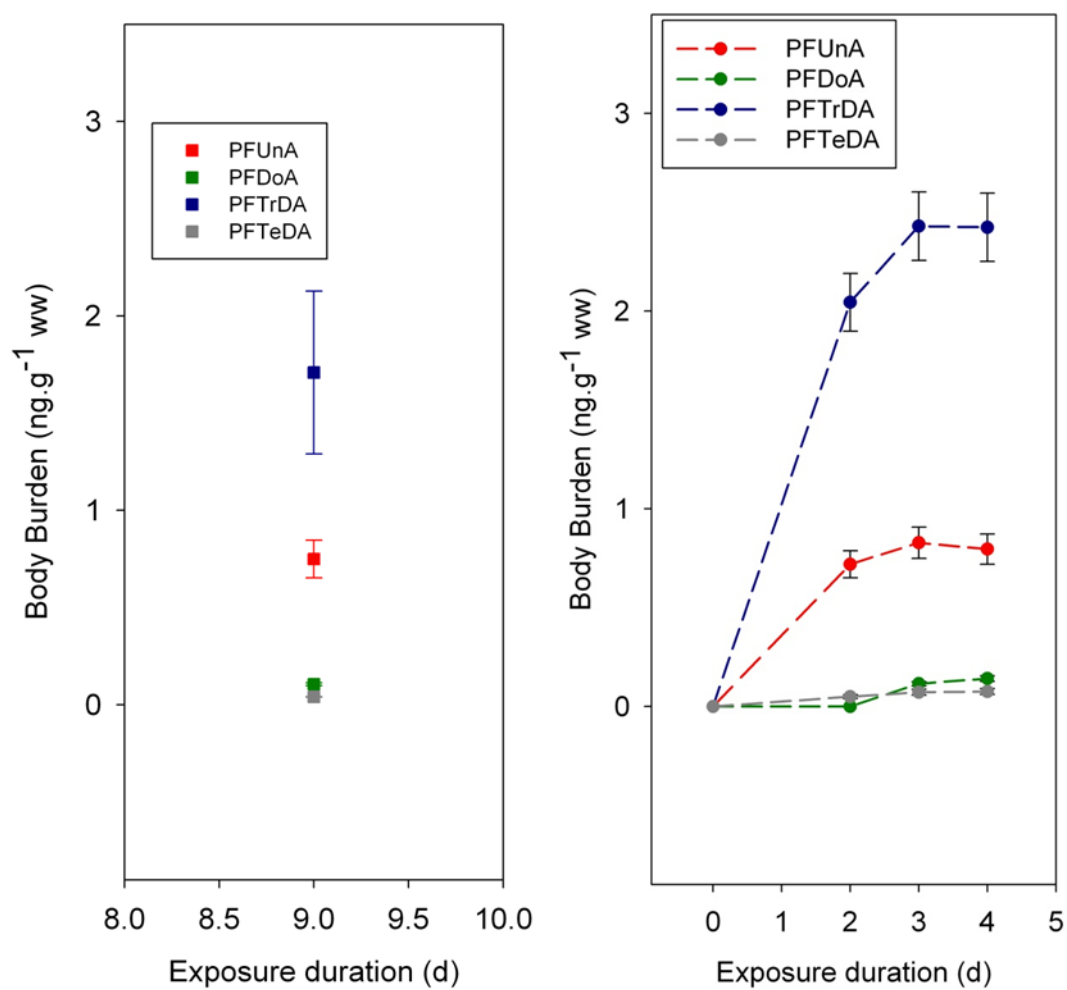 Body Burden (ng.g-1 ww)
3
2
1
0
PFUnA
PFDoA
PFTrDA
PFTeDA
8.0 8.5 9.0 9.5 10.0
Exposure duration (d)
Body Burden (ng.g-1 ww)
3
2
1
0
PFUnA
PFDoA
PFTrDA
PFTeDA
0 1 2 3 4 5
Exposure duration (d)